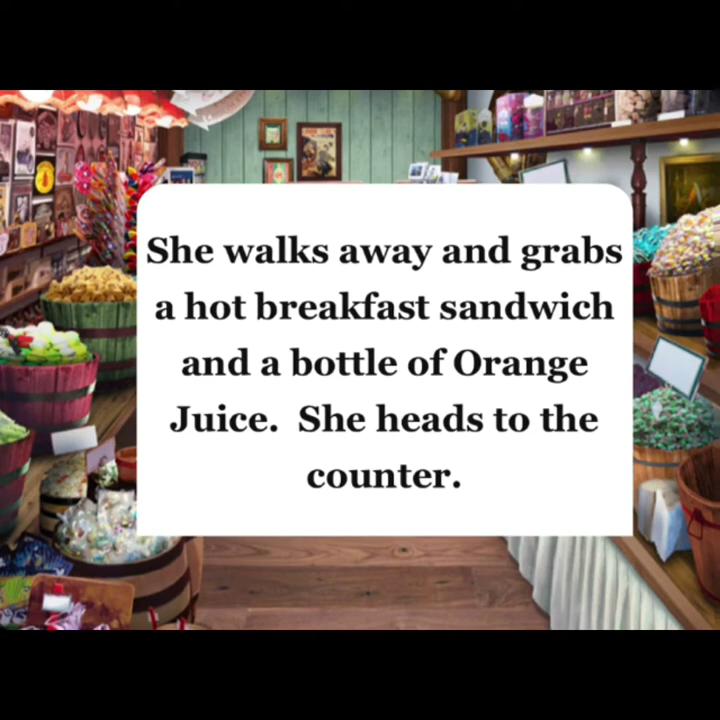 She walks away and grabs
a hot breakfast sandwich
and a bottle of Orange
Juice.  She heads to the
counter.